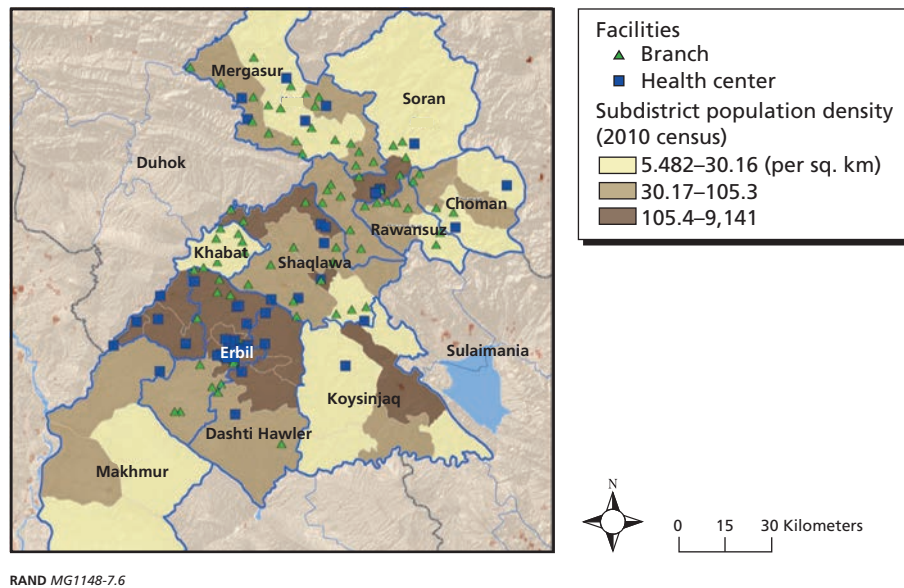 Mergasur
Soran
Duhok
Choman
Rawansuz
Khabat
Shaqlawa
Erbil
Sulaimania
Koysinjaq
Dashti Hawler
Makhmur
Facilities
Branch
Health center
Subdistrict population density
(2010 census)
5.482–30.16 (per sq. km)
30.17–105.3
105.4–9,141
N
0 15 30 Kilometers
RAND MG1148-7.6